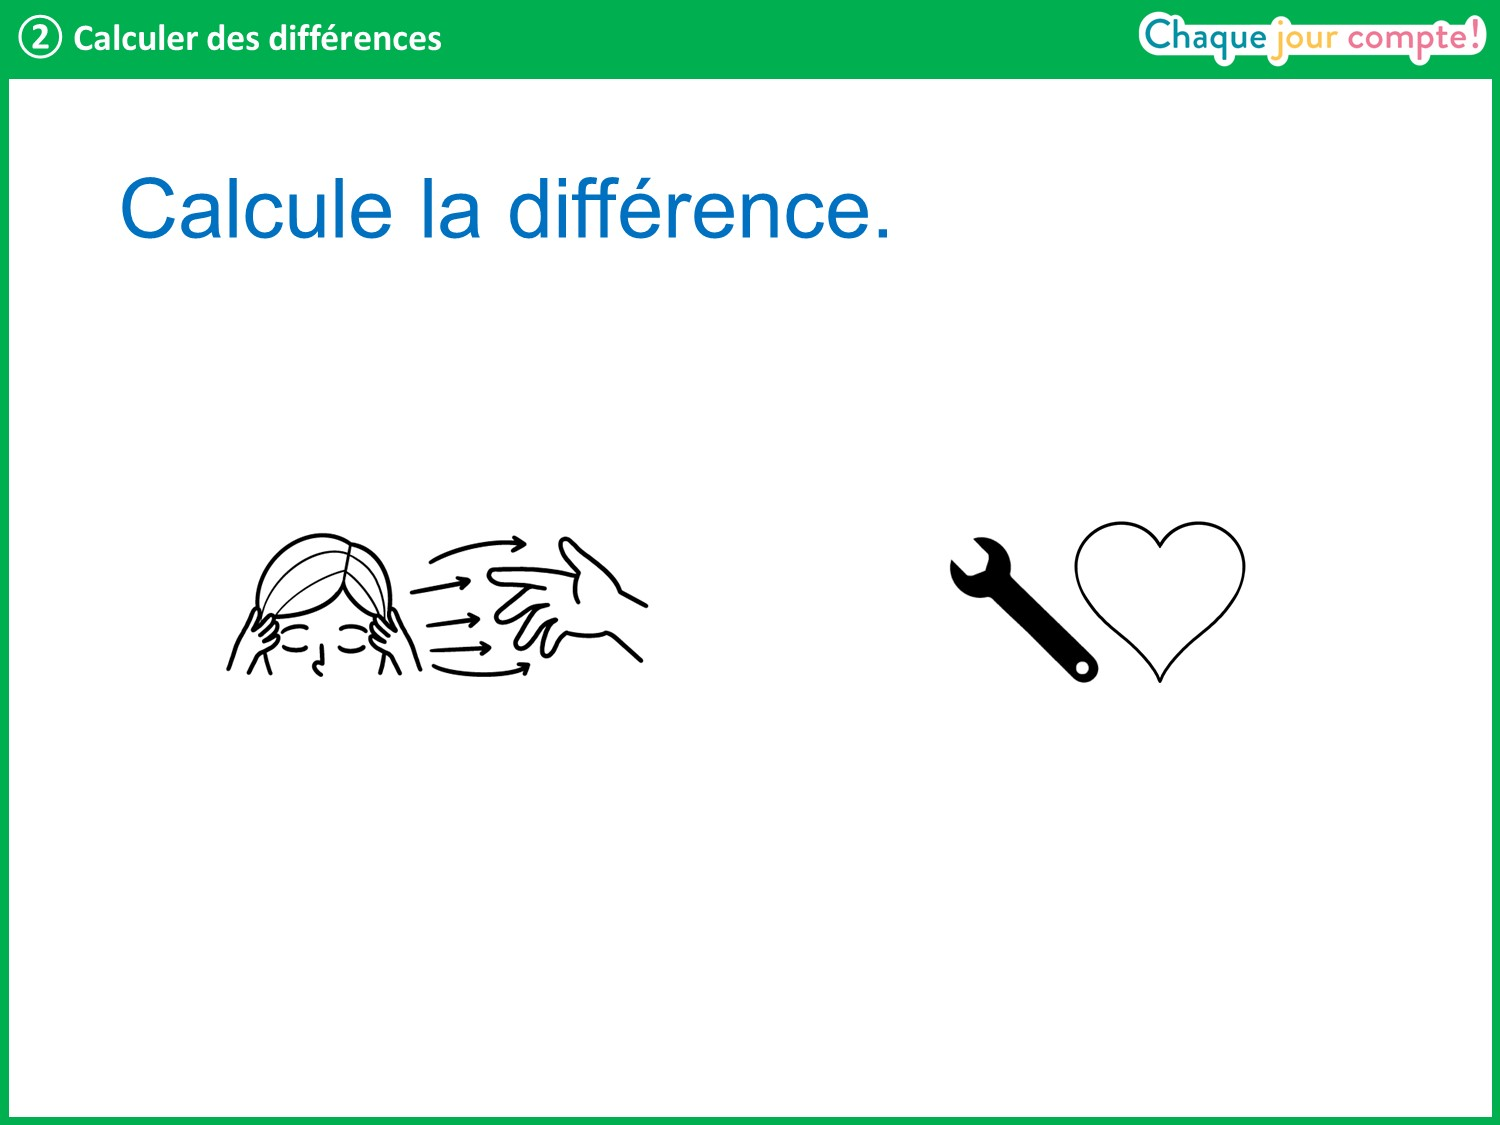 ② Calculer des différences
Chaque jour compte!
Calcule la différence.